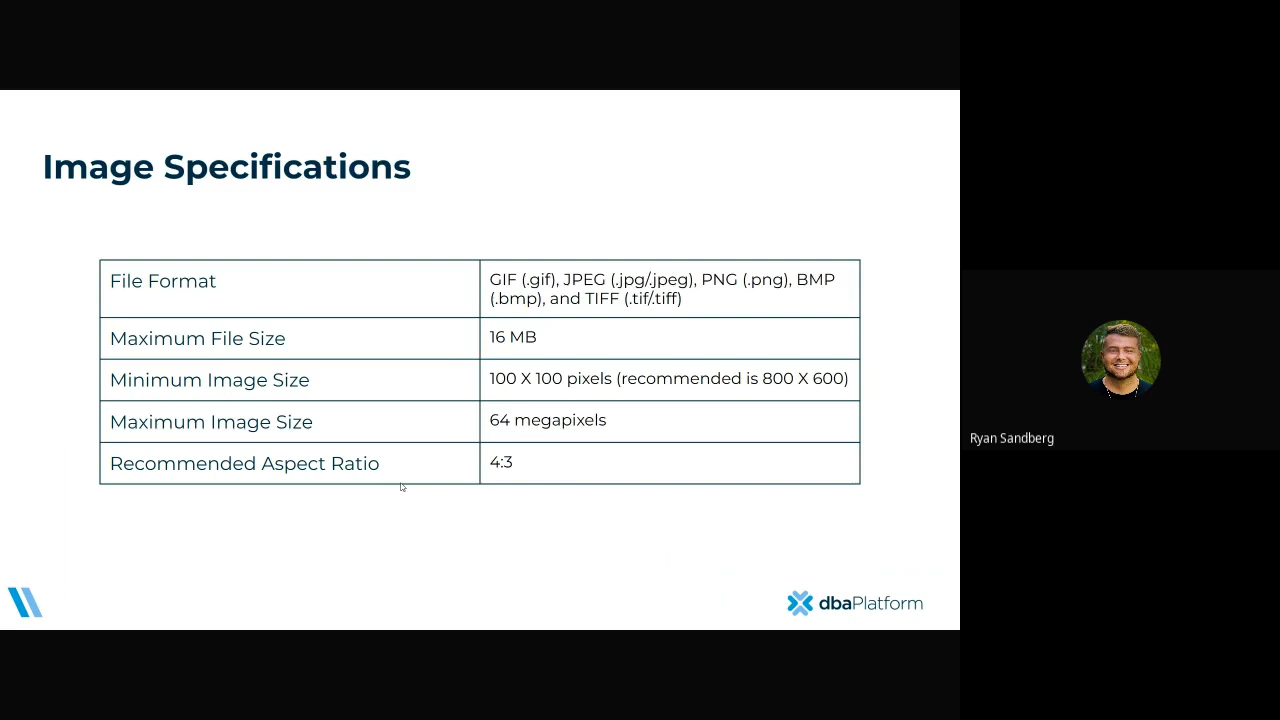 Image Specifications
File Format
GIF (.gif), JPEG (.jpg/.jpeg), PNG (.png), BMP
(.bmp), and TIFF (.tif/.tiff)
Maximum File Size
16 MB
Minimum Image Size
100 X 100 pixels (recommended is 800 X 600)
Maximum Image Size
64 megapixels
Recommended Aspect Ratio
4:3
Ryan Sandberg
dbaPlatform